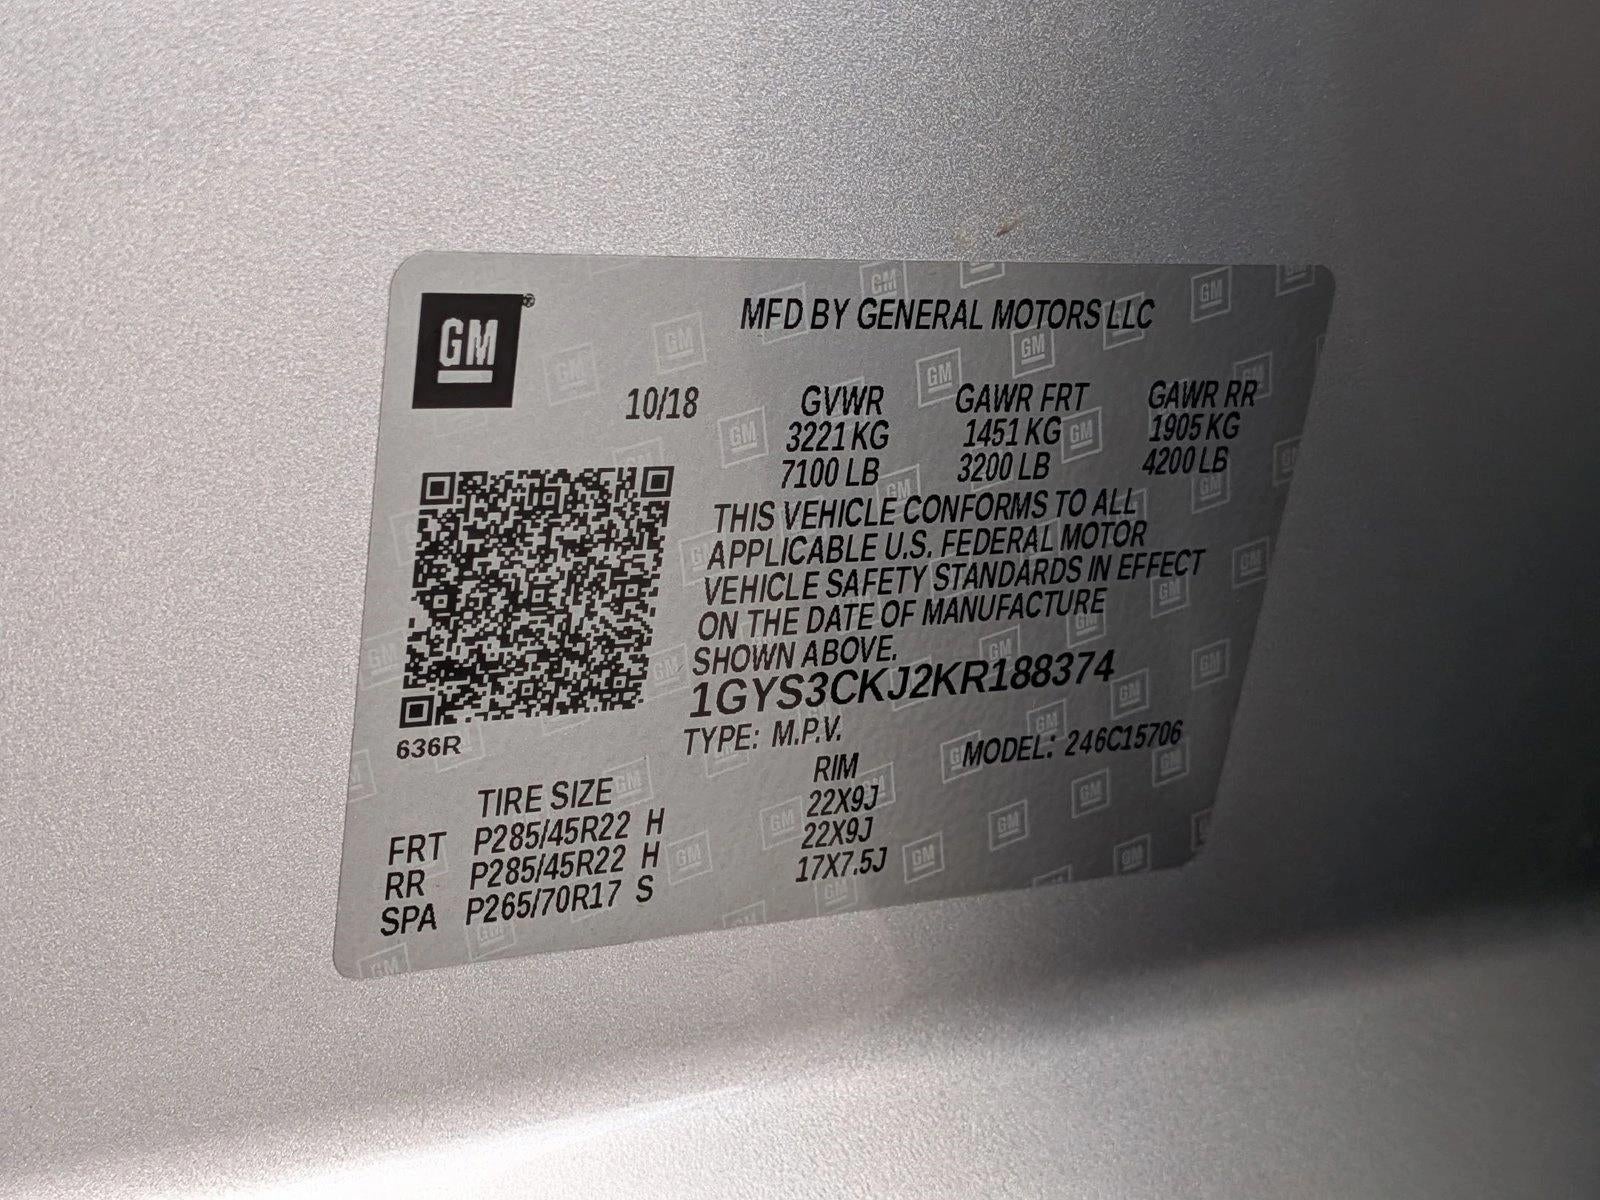 GM
MFD BY GENERAL MOTORS LLC
10/18 GVWR GAWR FRT GAWR RR
3221 KG 1451 KG 1905 KG
7100 LB 3200 LB 4200 LB
THIS VEHICLE CONFORMS TO ALL
APPLICABLE U.S. FEDERAL MOTOR
VEHICLE SAFETY STANDARDS IN EFFECT
ON THE DATE OF MANUFACTURE
SHOWN ABOVE.
1GYS3CKJ2KR188374
TYPE: M.P.V. MODEL: 246C15706
636R
TIRE SIZE RIM
FRT P285/45R22 H 22X9J
RR P285/45R22 H 22X9J
SPA P265/70R17 S 17X7.5J